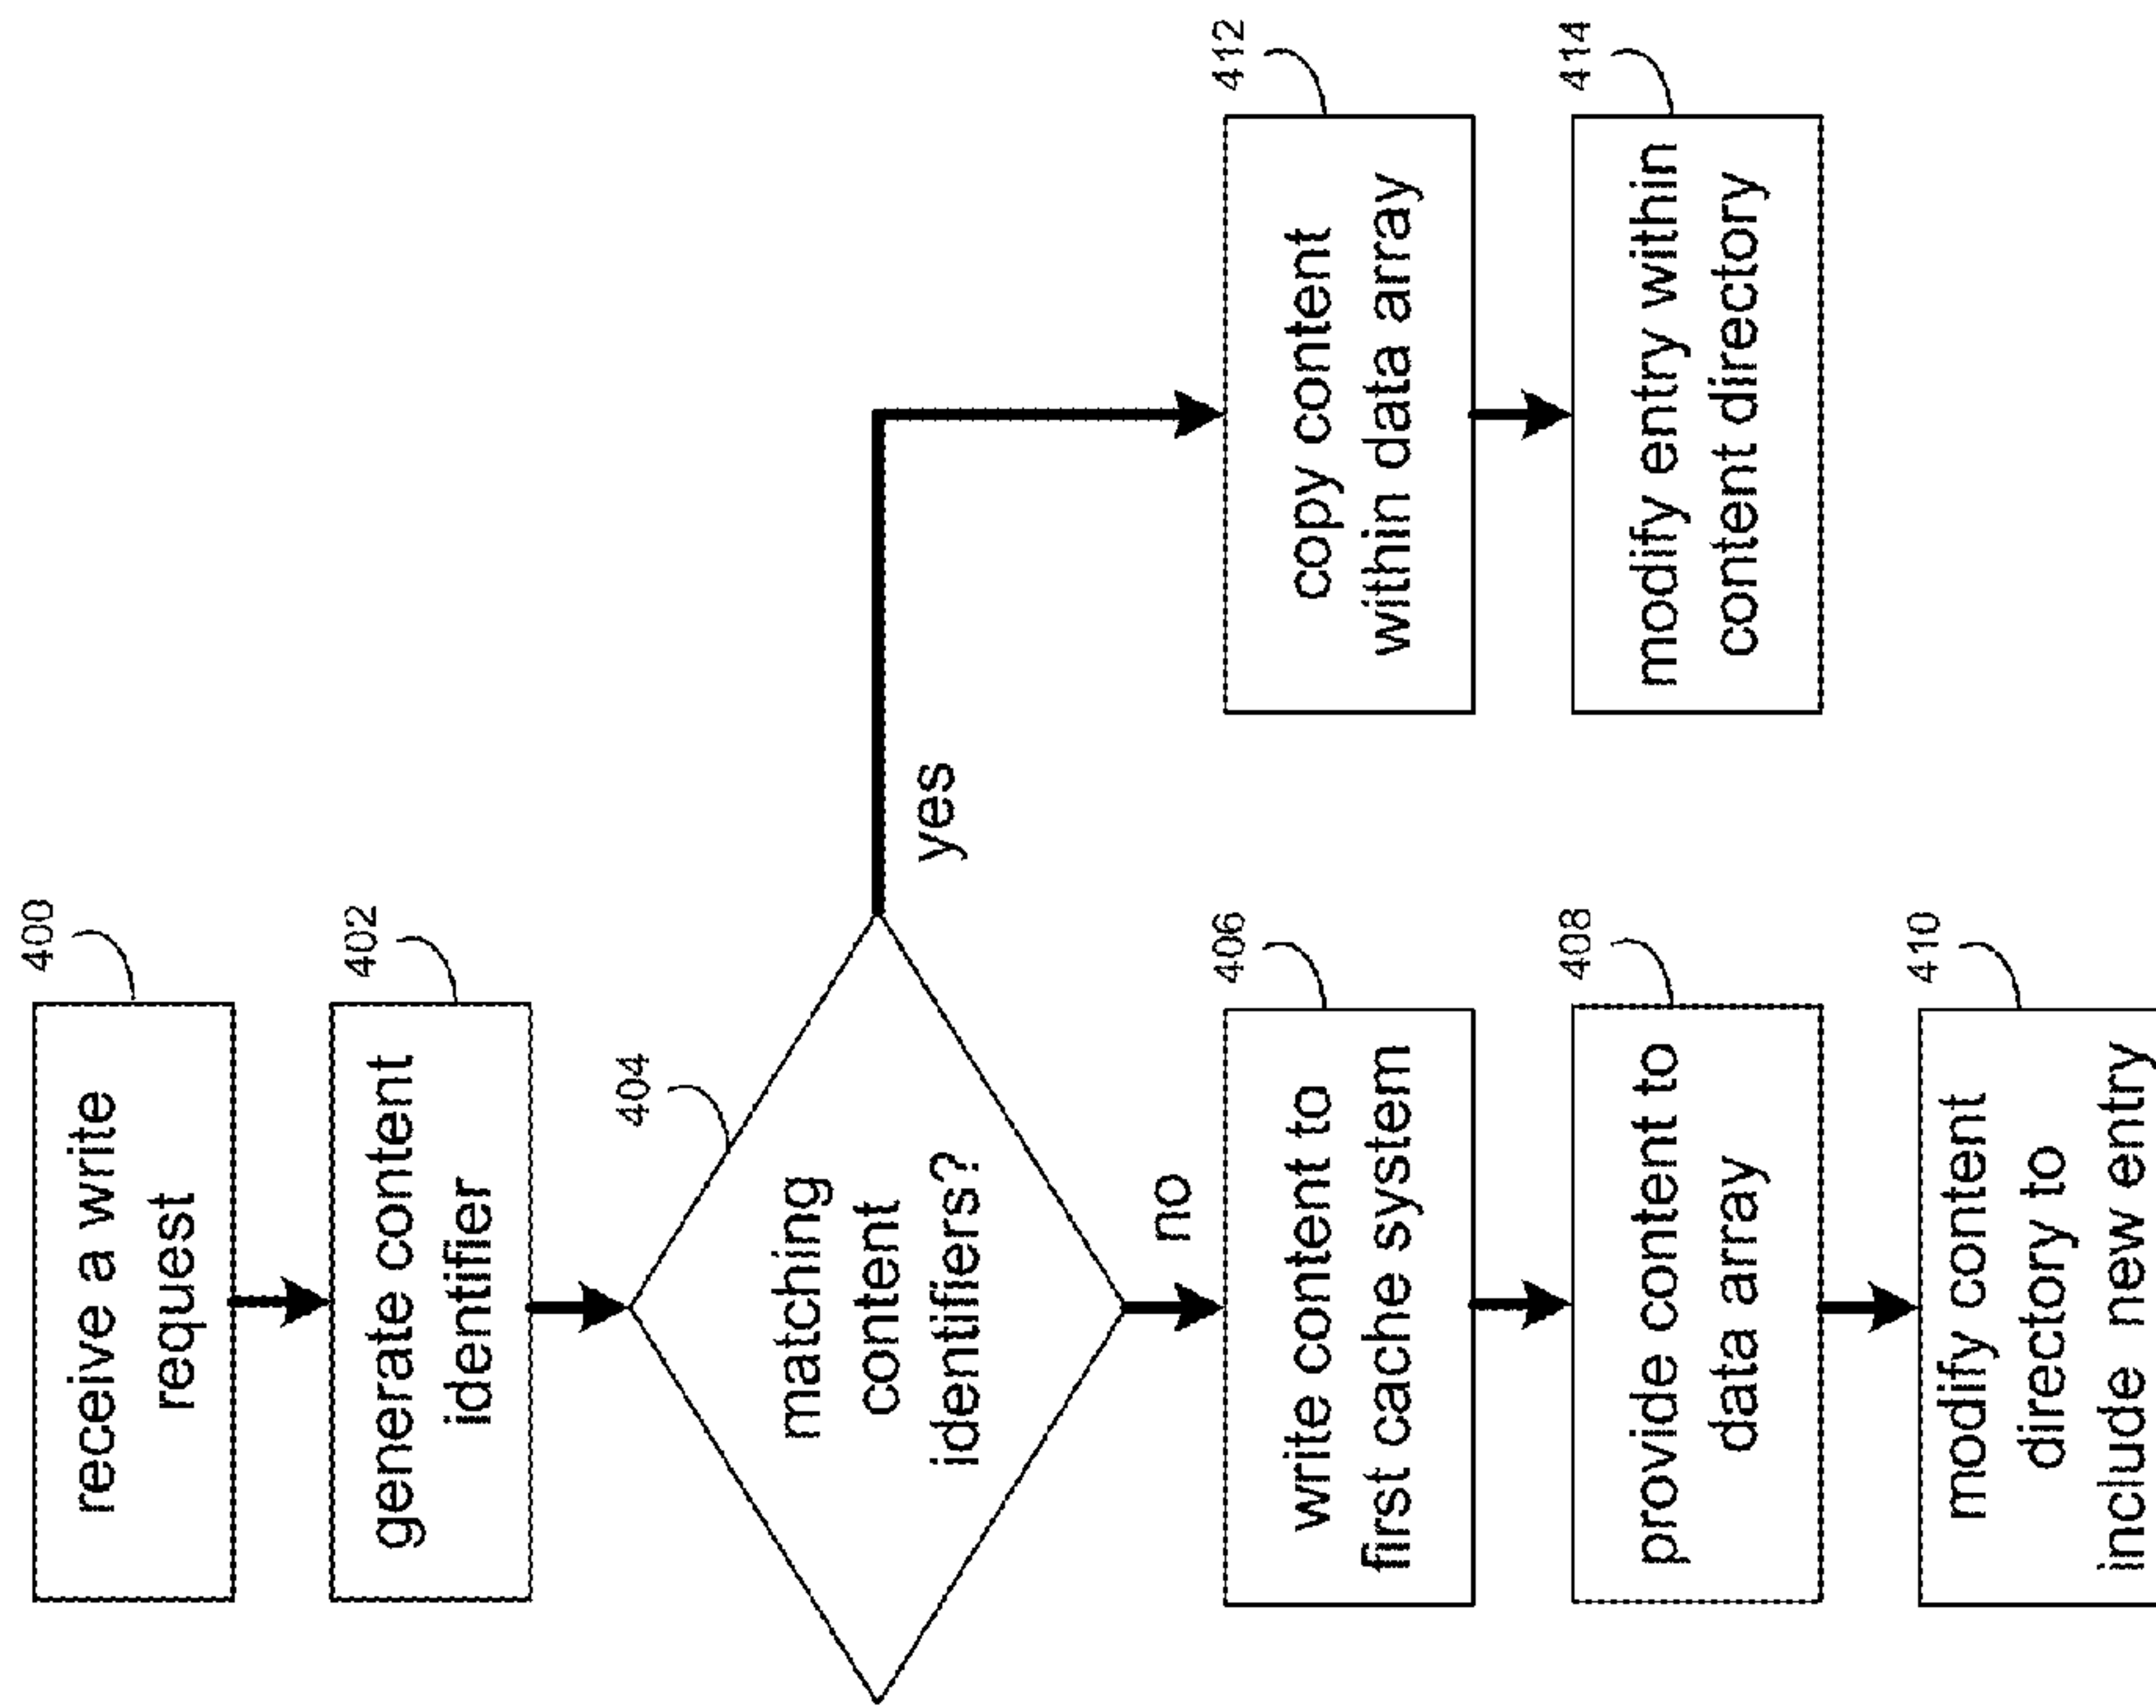 400
receive a write
request
402
generate content
identifier
404
matching
content
identifiers?
yes
no
406
write content to
first cache system
412
copy content
within data array
408
provide content to
data array
414
modify entry within
content directory
410
modify content
directory to
include new entry